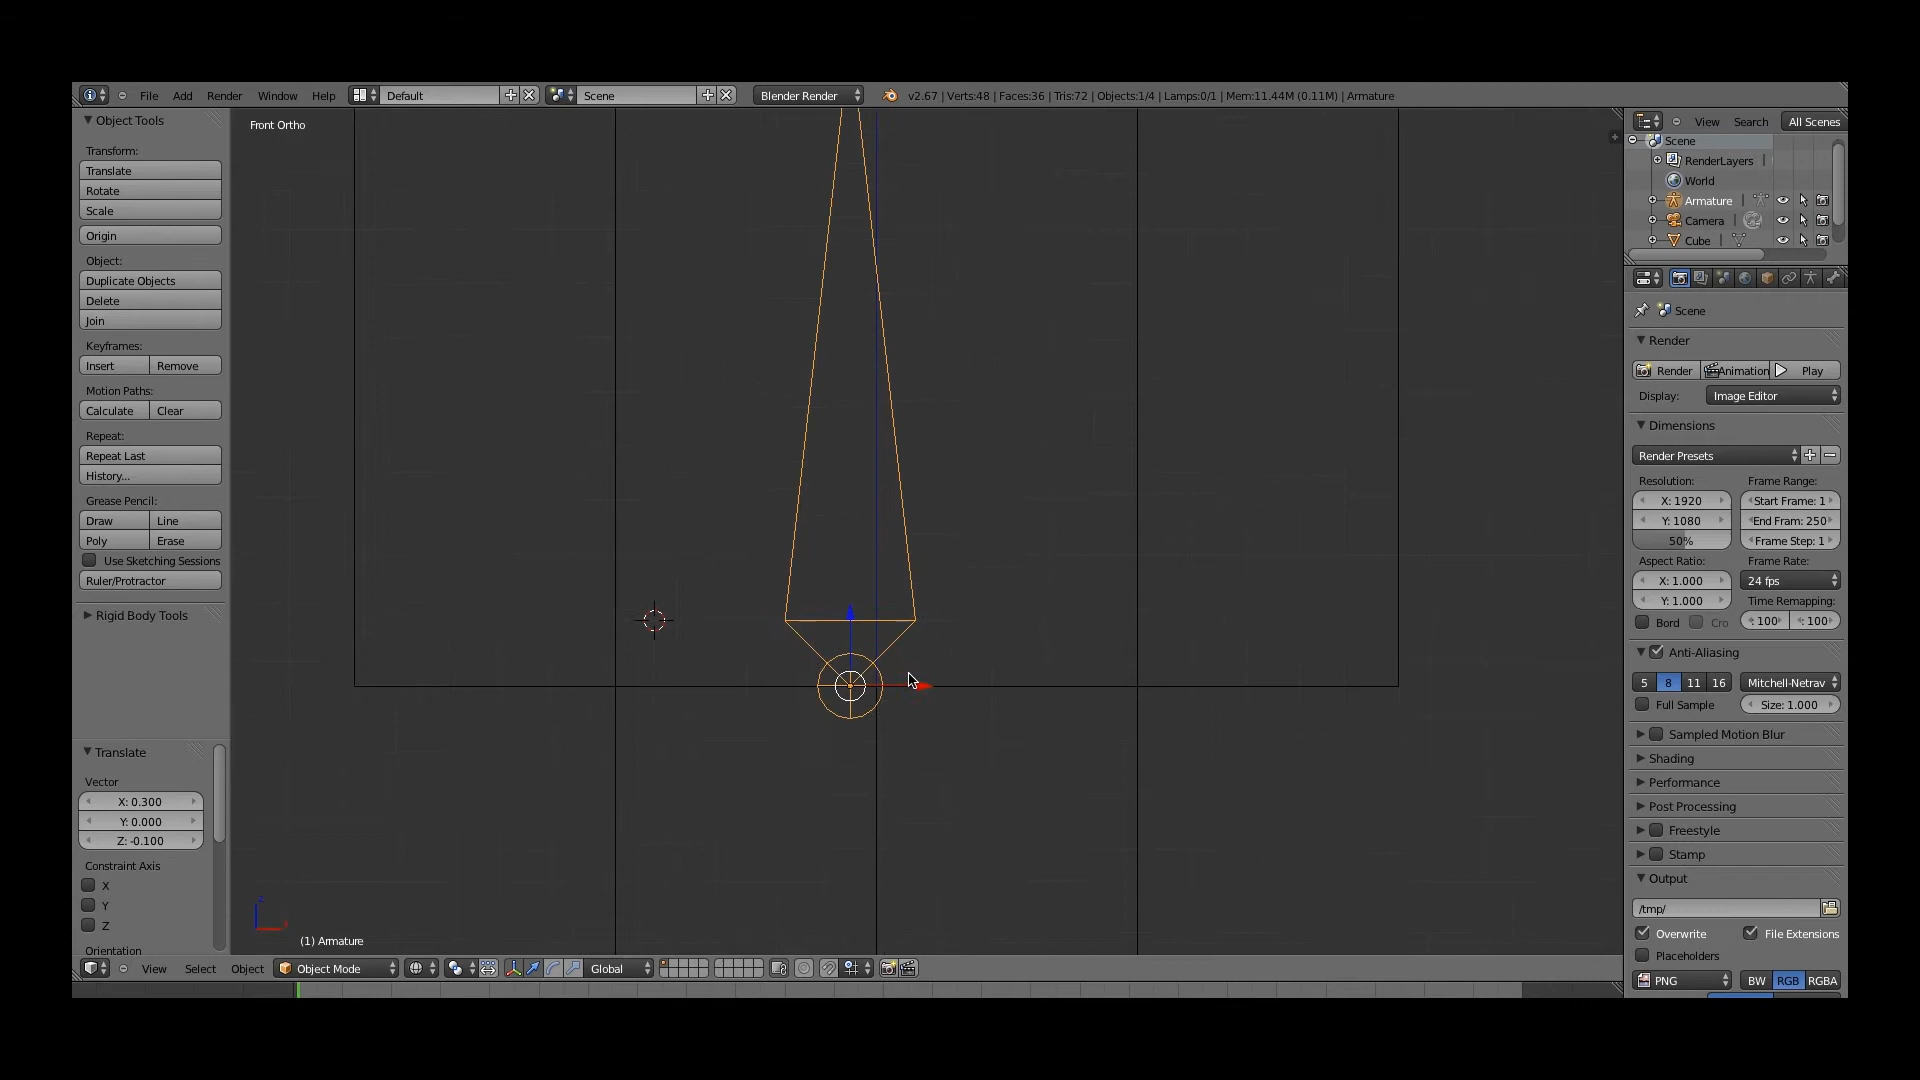 File Add Render Window Help Default Scene Blender Render v2.67 | Verts:48 | Faces:36 | Tris:72 | Objects:1/4 | Lamps:0/1 | Mem:11.44M (0.11M) | Armature
Object Tools
Transform:
Translate
Rotate
Scale
Origin
Object:
Duplicate Objects
Delete
Join
Keyframes:
Insert Remove
Motion Paths:
Calculate Clear
Repeat:
Repeat Last
History...
Grease Pencil:
Draw Line
Poly Erase
Use Sketching Sessions
Ruler/Protractor
Rigid Body Tools
Translate
Vector
X: 0.300
Y: 0.000
Z: -0.100
Constraint Axis
X
Y
Z
Orientation
Front Ortho
(1) Armature
View Select Object Object Mode Global
View Search All Scenes
Scene
RenderLayers
World
Armature
Camera
Cube
Scene
Render
Render Animation Play
Display: Image Editor
Dimensions
Render Presets
Resolution: Frame Range:
X: 1920 Start Frame: 1
Y: 1080 End Fram: 250
50% Frame Step: 1
Aspect Ratio: Frame Rate:
X: 1.000 24 fps
Y: 1.000 Time Remapping:
Bord Cro : 100 : 100
Anti-Aliasing
5 8 11 16 Mitchell-Netrav
Full Sample Size: 1.000
Sampled Motion Blur
Shading
Performance
Post Processing
Freestyle
Stamp
Output
/tmp/
Overwrite File Extensions
Placeholders
PNG BW RGB RGBA